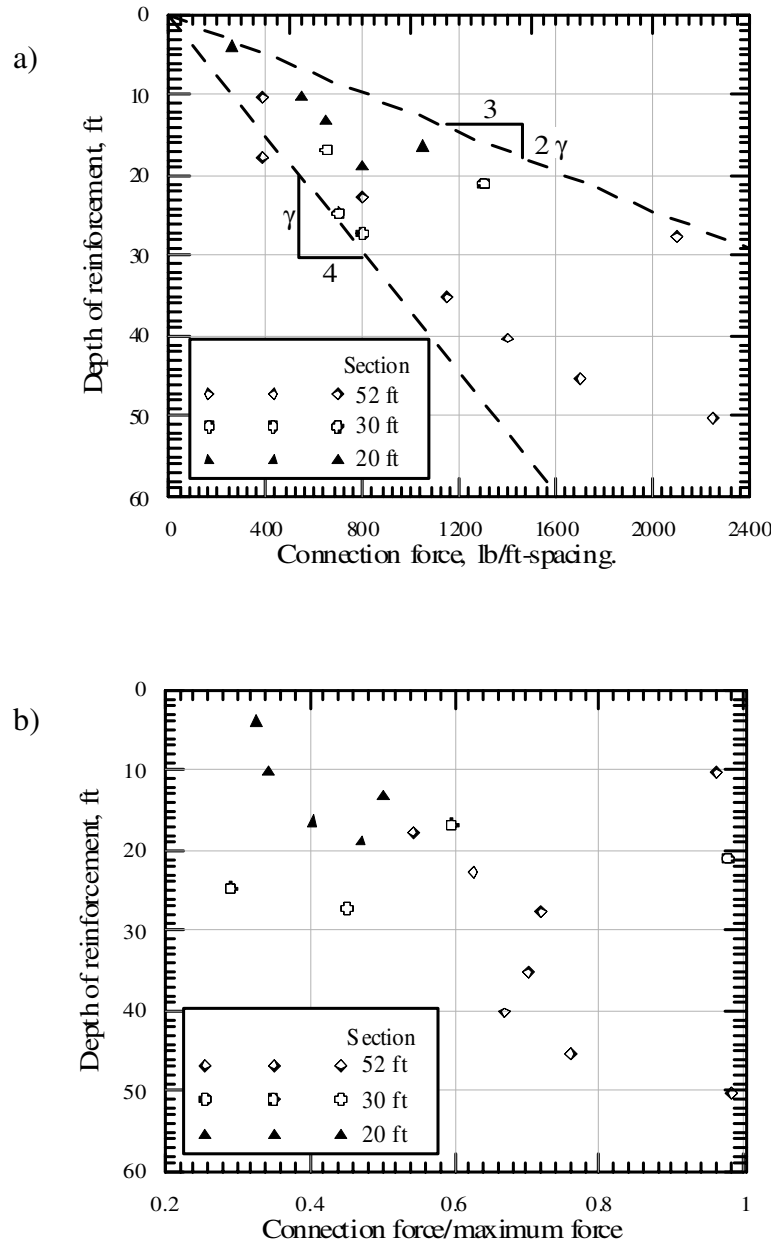 a)
Depth of reinforcement, ft
0
10
20
30
40
50
60
3
2 γ
γ
4
Section
52 ft
30 ft
20 ft
0 400 800 1200 1600 2000 2400
Connection force, lb/ft-spacing.
b)
Depth of reinforcement, ft
0
10
20
30
40
50
60
Section
52 ft
30 ft
20 ft
0.2 0.4 0.6 0.8 1
Connection force/maximum force